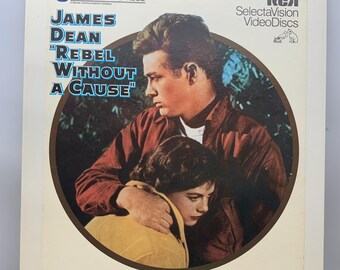 RCA
SelectaVision
VideoDiscs
JAMES
DEAN
"REBEL
WITHOUT
A CAUSE"